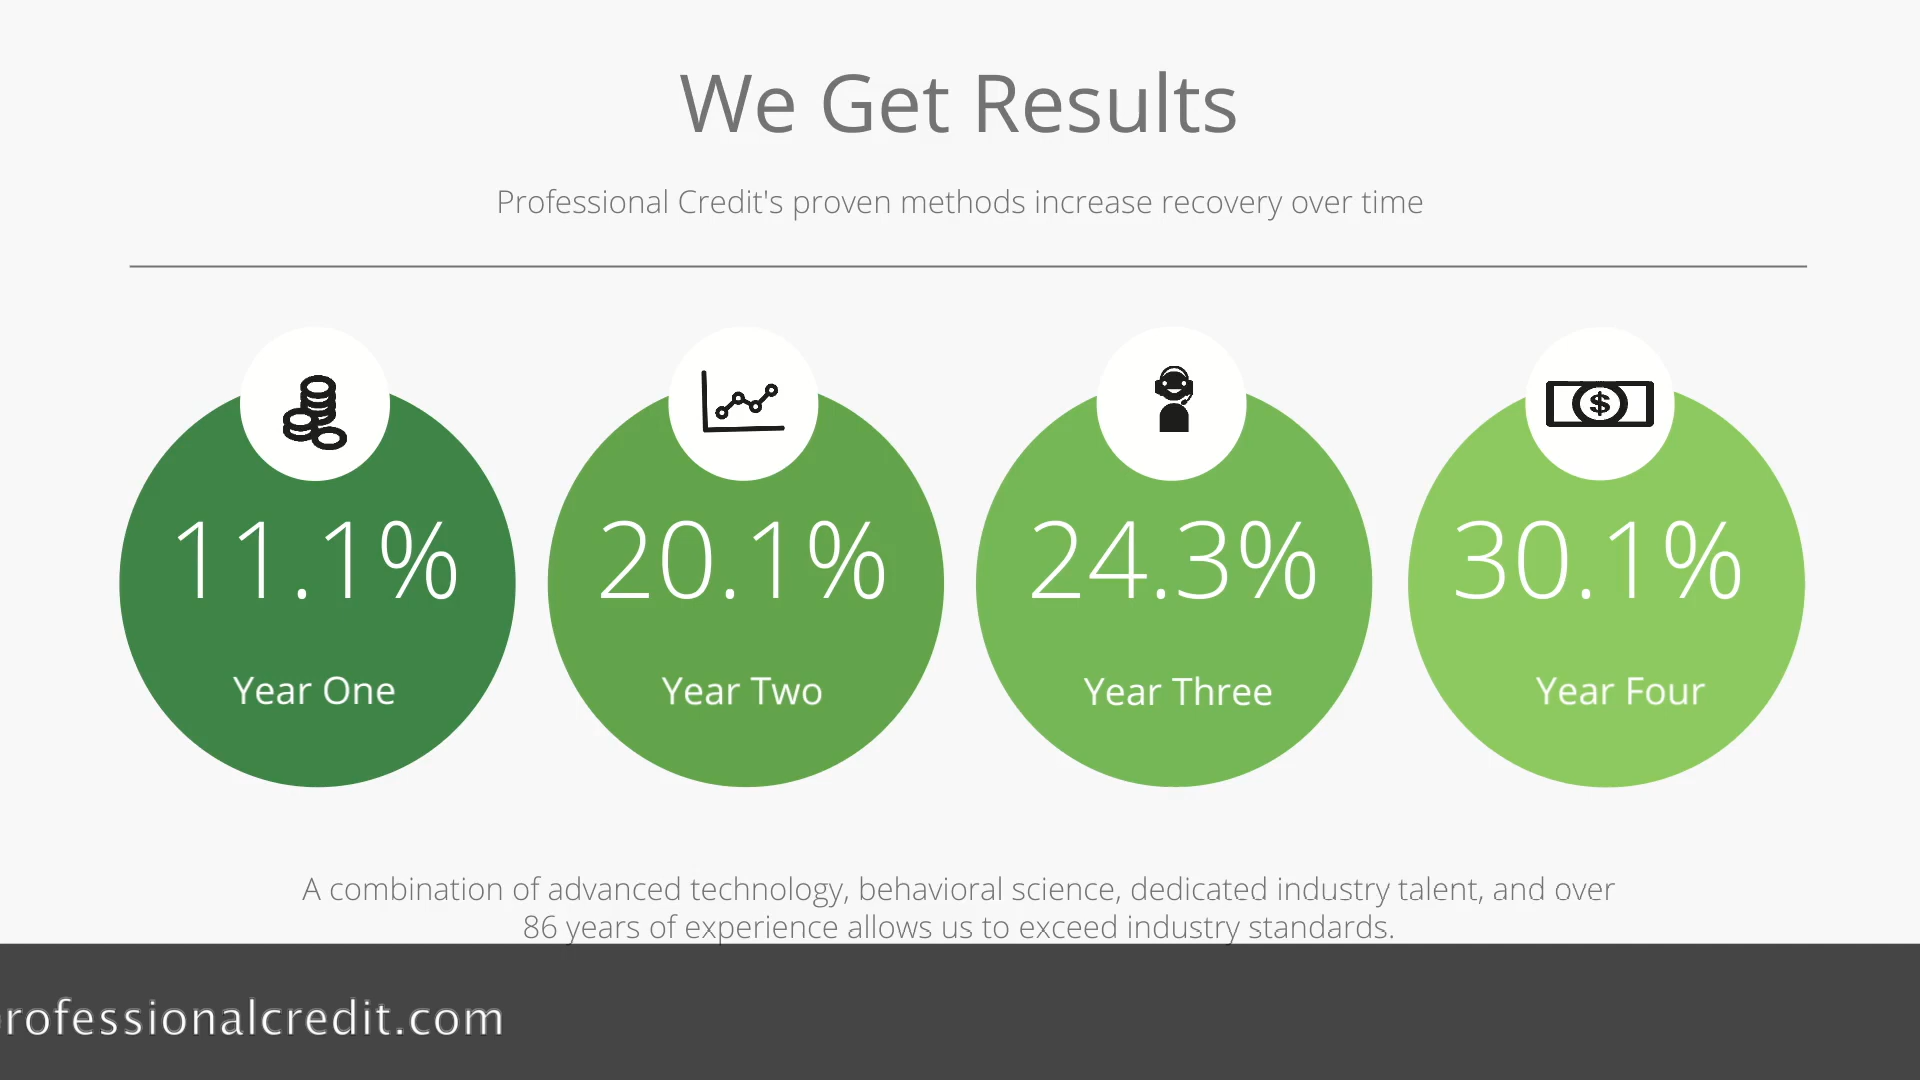 We Get Results
Professional Credit's proven methods increase recovery over time
11.1%
Year One
20.1%
Year Two
24.3%
Year Three
$
30.1%
Year Four
A combination of advanced technology, behavioral science, dedicated industry talent, and over
86 years of experience allows us to exceed industry standards.
rofessionalcredit.com